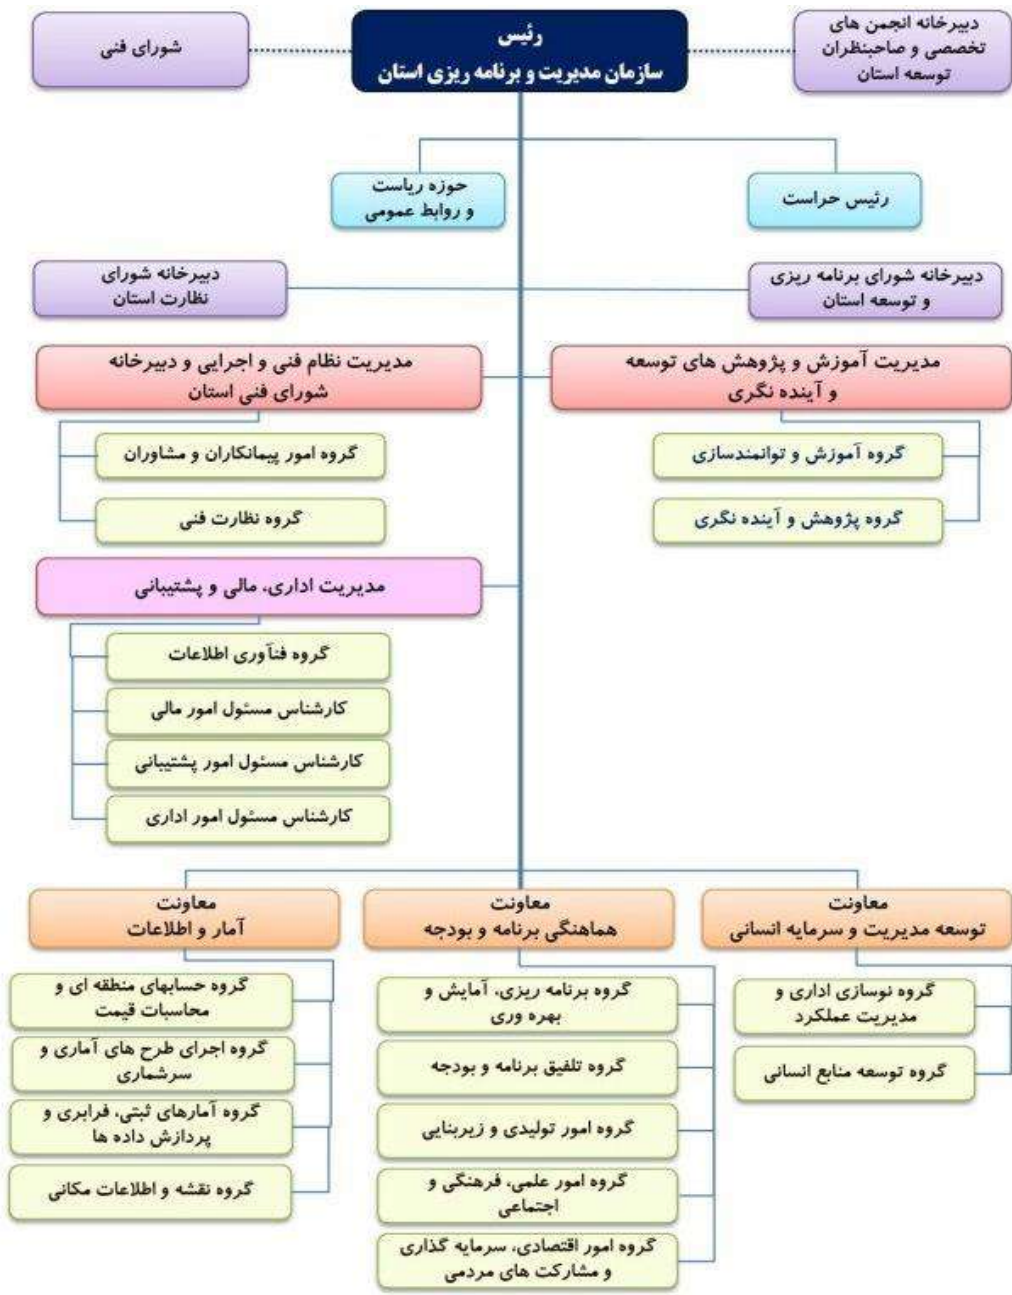 دبیرخانه انجمن های
تخصصی و صاحبنظران
توسعه استان
رئیس
سازمان مدیریت و برنامه ریزی استان
شورای فنی
رئیس حراست
حوزه ریاست
و روابط عمومی
دبیرخانه شورای برنامه ریزی
و توسعه استان
دبیرخانه شورای
نظارت استان
مدیریت آموزش و پژوهش های توسعه
و آینده نگری
گروه آموزش و توانمندسازی
گروه پژوهش و آینده نگری
مدیریت نظام فنی و اجرایی و دبیرخانه
شورای فنی استان
گروه امور پیمانکاران و مشاوران
گروه نظارت فنی
مدیریت اداری، مالی و پشتیبانی
گروه فنآوری اطلاعات
کارشناس مسئول امور مالی
کارشناس مسئول امور پشتیبانی
کارشناس مسئول امور اداری
معاونت
توسعه مدیریت و سرمایه انسانی
گروه نوسازی اداری و
مدیریت عملکرد
گروه توسعه منابع انسانی
معاونت
هماهنگی برنامه و بودجه
گروه برنامه ریزی، آمایش و
بهره وری
گروه تلفیق برنامه و بودجه
گروه امور تولیدی و زیربنایی
گروه امور علمی، فرهنگی و
اجتماعی
گروه امور اقتصادی، سرمایه گذاری
و مشارکت های مردمی
معاونت
آمار و اطلاعات
گروه حسابهای منطقه ای و
محاسبات قیمت
گروه اجرای طرح های آماری و
سرشماری
گروه آمارهای ثبتی، فرابری و
پردازش داده ها
گروه نقشه و اطلاعات مکانی